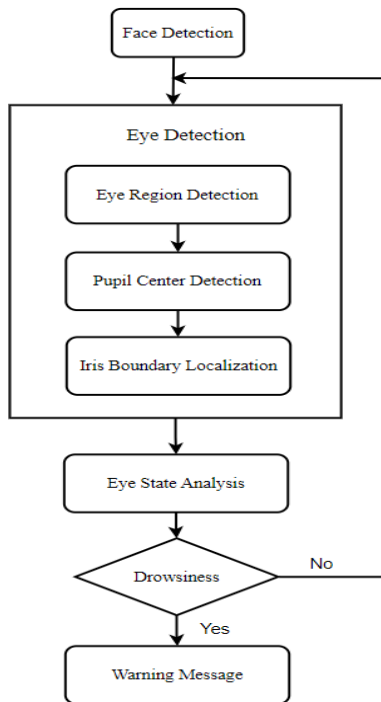 Face Detection
Eye Detection
Eye Region Detection
Pupil Center Detection
Iris Boundary Localization
Eye State Analysis
Drowsiness
No
Yes
Warning Message